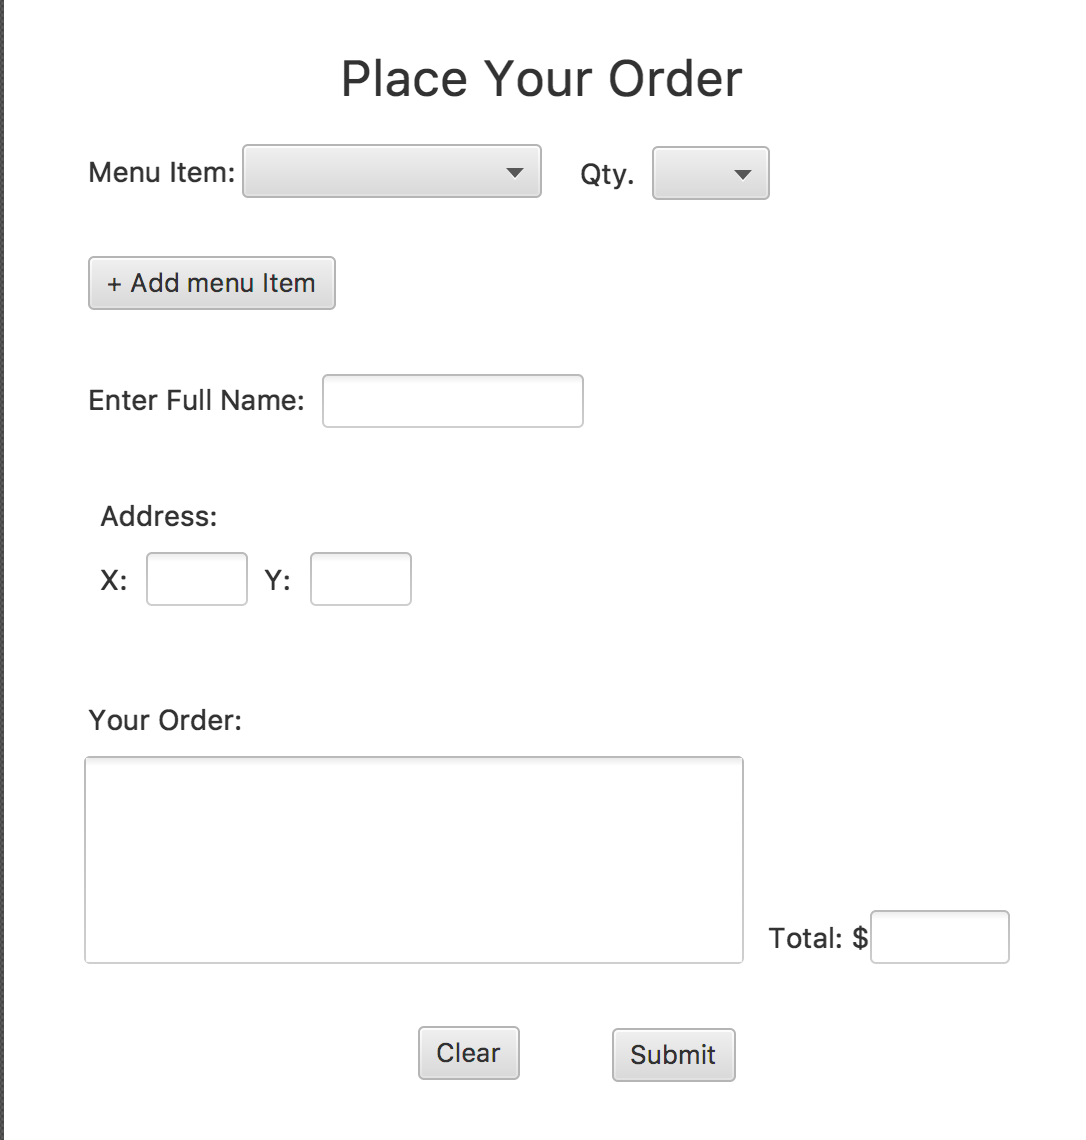 Place Your Order
Menu Item: Qty.
+ Add menu Item
Enter Full Name:
Address:
X: Y:
Your Order:
Total: $
Clear Submit